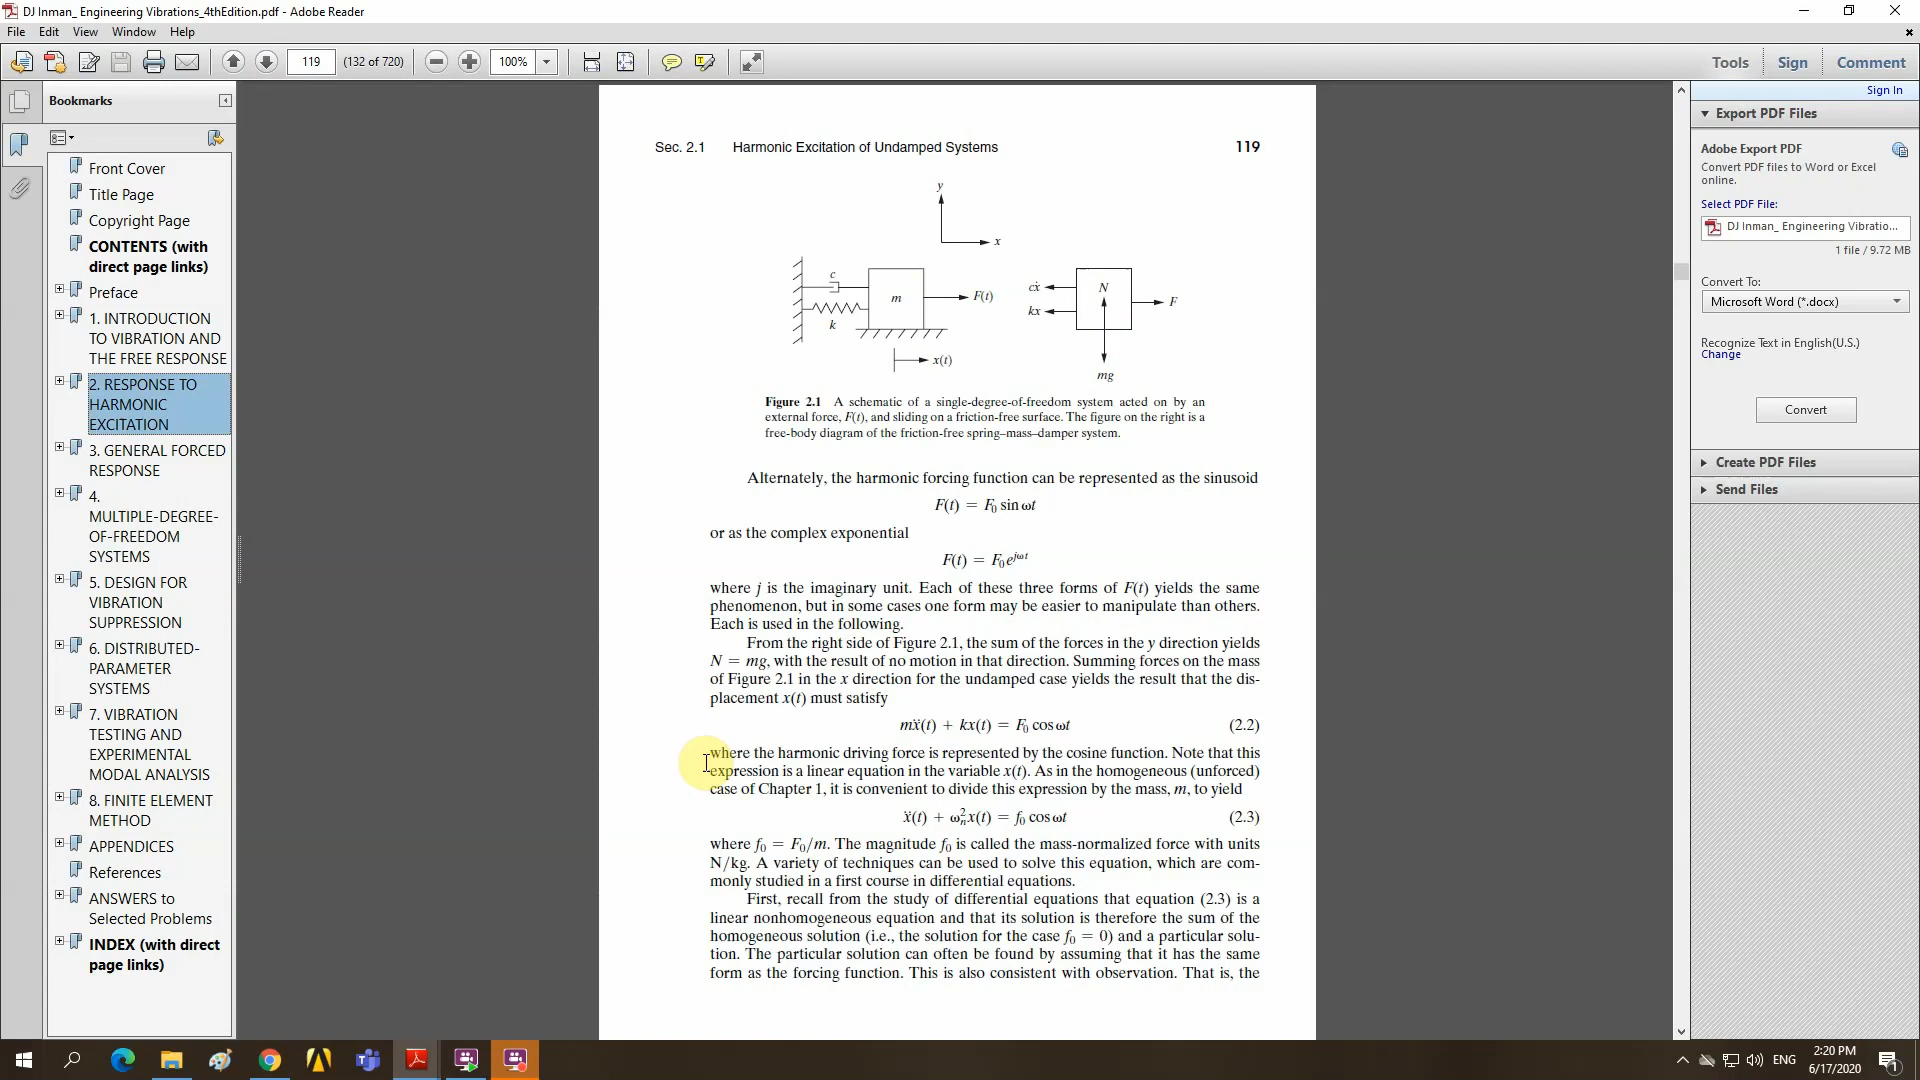 DJ Inman_ Engineering Vibrations_4thEdition.pdf - Adobe Reader
File Edit View Window Help
119 (132 of 720) 100% Tools Sign Comment
Bookmarks
Front Cover
Title Page
Copyright Page
CONTENTS (with
direct page links)
Preface
1. INTRODUCTION
TO VIBRATION AND
THE FREE RESPONSE
2. RESPONSE TO
HARMONIC
EXCITATION
3. GENERAL FORCED
RESPONSE
4.
MULTIPLE-DEGREE-
OF-FREEDOM
SYSTEMS
5. DESIGN FOR
VIBRATION
SUPPRESSION
6. DISTRIBUTED-
PARAMETER
SYSTEMS
7. VIBRATION
TESTING AND
EXPERIMENTAL
MODAL ANALYSIS
8. FINITE ELEMENT
METHOD
APPENDICES
References
ANSWERS to
Selected Problems
INDEX (with direct
page links)
Sec. 2.1 Harmonic Excitation of Undamped Systems 119
y
x
c
m
F(t)
k
x(t)
cẋ
kx
N
F
mg
Figure 2.1 A schematic of a single-degree-of-freedom system acted on by an
external force, F(t), and sliding on a friction-free surface. The figure on the right is a
free-body diagram of the friction-free spring–mass–damper system.
Alternately, the harmonic forcing function can be represented as the sinusoid
F(t) = F₀ sin ωt
or as the complex exponential
F(t) = F₀e^{jωt}
where j is the imaginary unit. Each of these three forms of F(t) yields the same
phenomenon, but in some cases one form may be easier to manipulate than others.
Each is used in the following.
From the right side of Figure 2.1, the sum of the forces in the y direction yields
N = mg, with the result of no motion in that direction. Summing forces on the mass
of Figure 2.1 in the x direction for the undamped case yields the result that the dis-
placement x(t) must satisfy
mẍ(t) + kx(t) = F₀ cos ωt (2.2)
where the harmonic driving force is represented by the cosine function. Note that this
expression is a linear equation in the variable x(t). As in the homogeneous (unforced)
case of Chapter 1, it is convenient to divide this expression by the mass, m, to yield
ẍ(t) + ωₙ²x(t) = f₀ cos ωt (2.3)
where f₀ = F₀/m. The magnitude f₀ is called the mass-normalized force with units
N/kg. A variety of techniques can be used to solve this equation, which are com-
monly studied in a first course in differential equations.
First, recall from the study of differential equations that equation (2.3) is a
linear nonhomogeneous equation and that its solution is therefore the sum of the
homogeneous solution (i.e., the solution for the case f₀ = 0) and a particular solu-
tion. The particular solution can often be found by assuming that it has the same
form as the forcing function. This is also consistent with observation. That is, the
Sign In
Export PDF Files
Adobe Export PDF
Convert PDF files to Word or Excel
online.
Select PDF File:
DJ Inman_ Engineering Vibratio...
1 file / 9.72 MB
Convert To:
Microsoft Word (*.docx)
Recognize Text in English(U.S.)
Change
Convert
Create PDF Files
Send Files
ENG
2:20 PM
6/17/2020
1